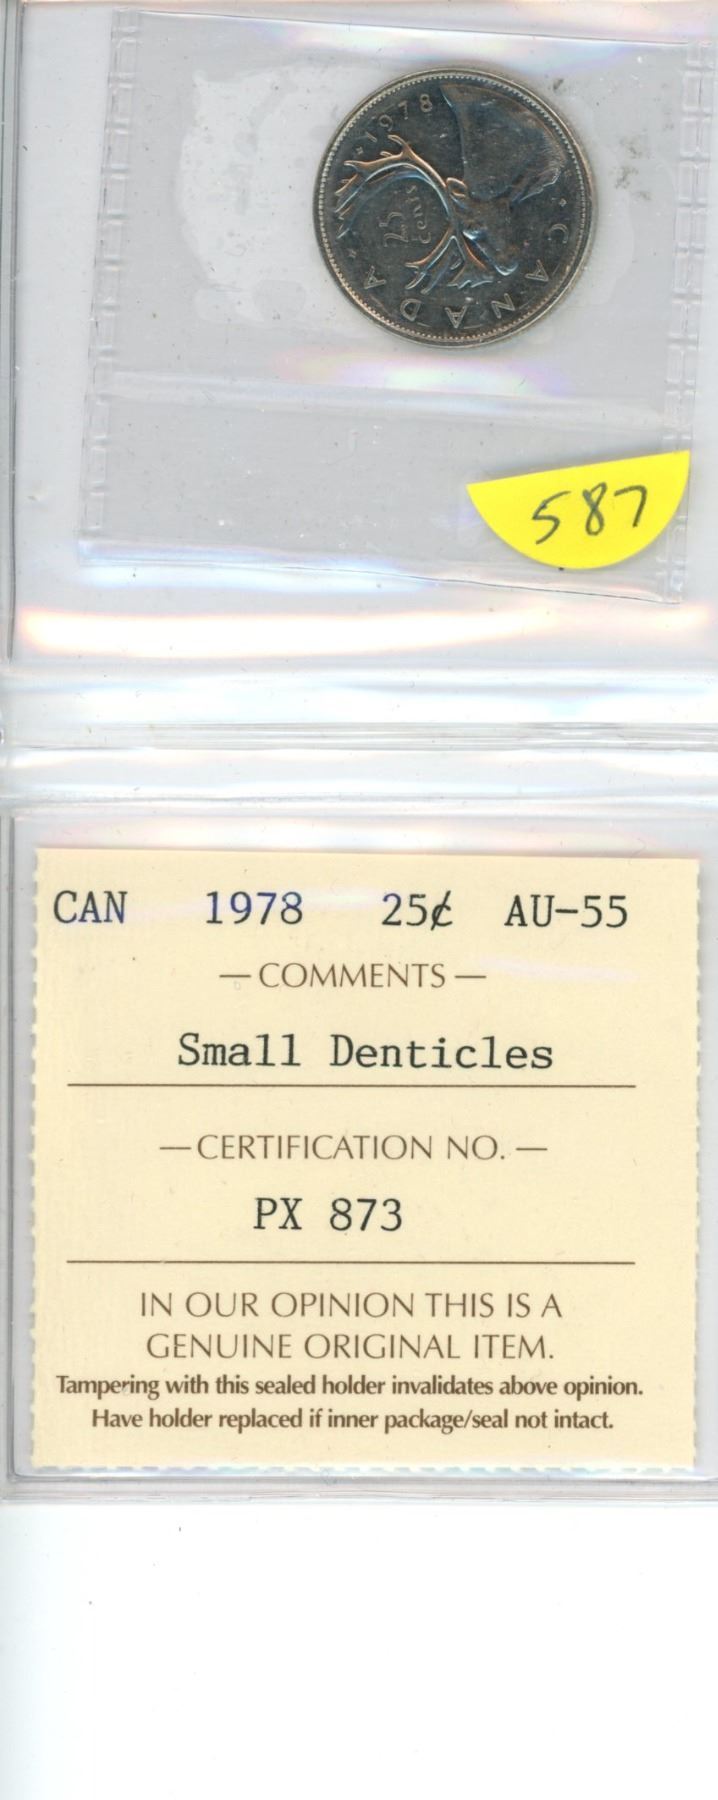 1978
25
cents
CANADA
587
CAN 1978 25¢ AU-55
— COMMENTS —
Small Denticles
— CERTIFICATION NO. —
PX 873
IN OUR OPINION THIS IS A
GENUINE ORIGINAL ITEM.
Tampering with this sealed holder invalidates above opinion.
Have holder replaced if inner package/seal not intact.